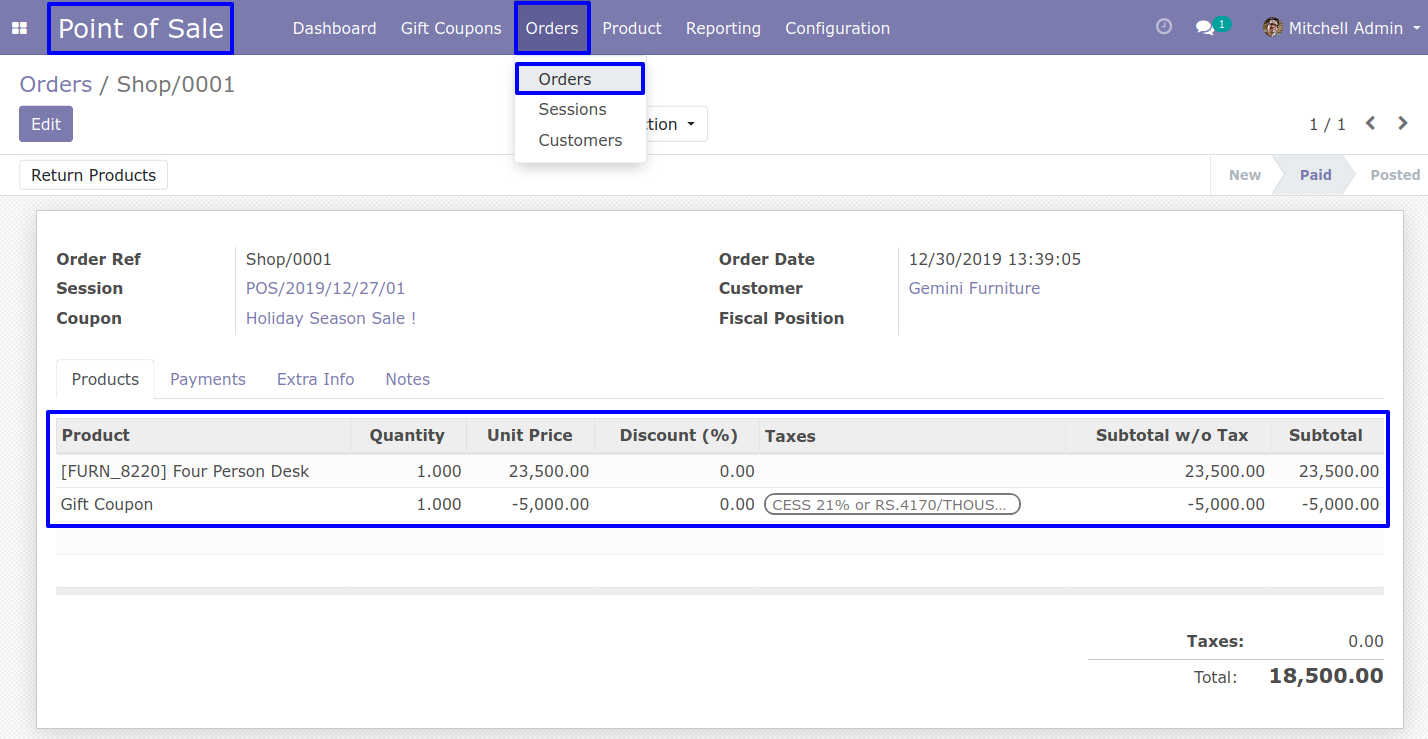 Point of Sale Dashboard Gift Coupons Orders Product Reporting Configuration 1 Mitchell Admin
Orders / Shop/0001
Orders
Sessions
Customers
Edit ction 1 / 1
Return Products New Paid Posted
Order Ref Shop/0001 Order Date 12/30/2019 13:39:05
Session POS/2019/12/27/01 Customer Gemini Furniture
Coupon Holiday Season Sale ! Fiscal Position
Products Payments Extra Info Notes
Product Quantity Unit Price Discount (%) Taxes Subtotal w/o Tax Subtotal
[FURN_8220] Four Person Desk 1.000 23,500.00 0.00 23,500.00 23,500.00
Gift Coupon 1.000 -5,000.00 0.00 CESS 21% or RS.4170/THOUS... -5,000.00 -5,000.00
Taxes: 0.00
Total: 18,500.00